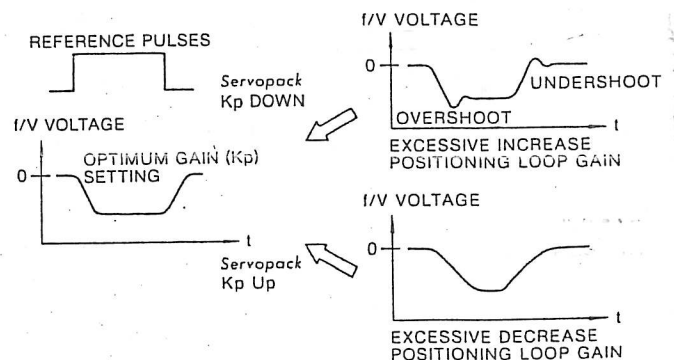 REFERENCE PULSES
Servopack
Kp DOWN
f/V VOLTAGE
0
OPTIMUM GAIN (Kp)
SETTING
t
Servopack
Kp Up
f/V VOLTAGE
0
UNDERSHOOT
OVERSHOOT
t
EXCESSIVE INCREASE
POSITIONING LOOP GAIN
f/V VOLTAGE
0
t
EXCESSIVE DECREASE
POSITIONING LOOP GAIN